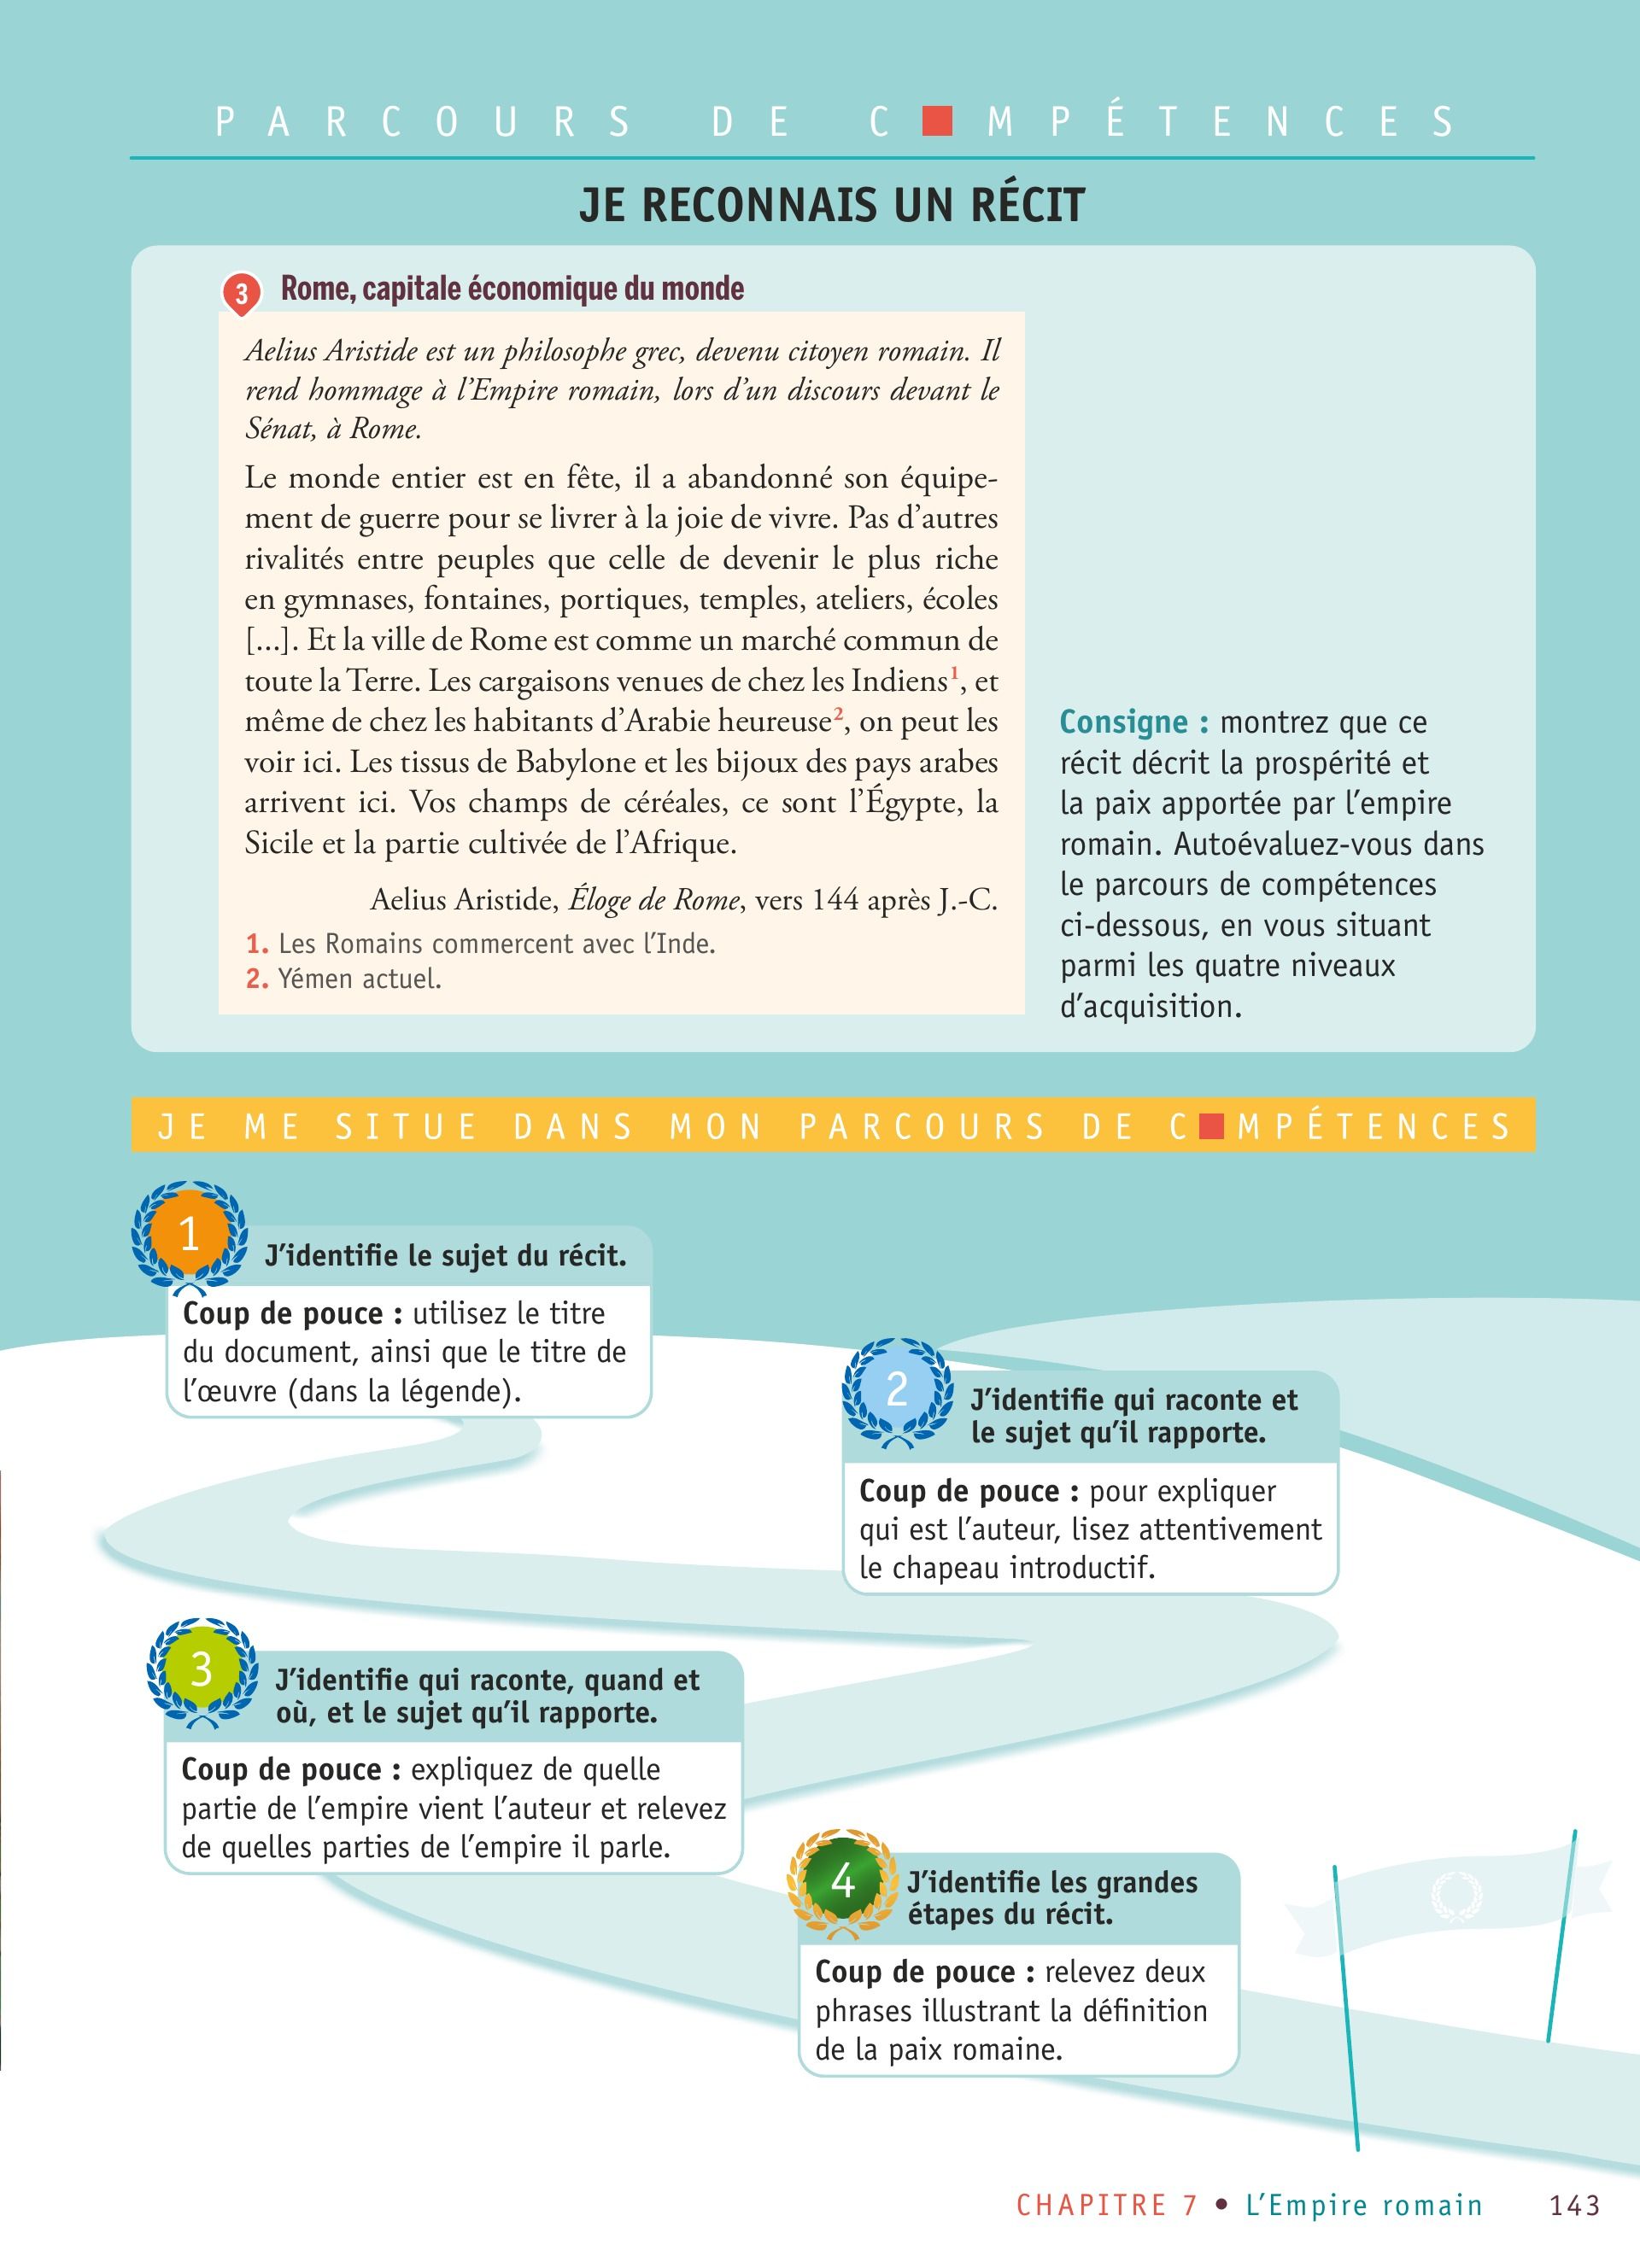 PARCOURS DE C■MPÉTENCES
JE RECONNAIS UN RÉCIT
3 Rome, capitale économique du monde
Aelius Aristide est un philosophe grec, devenu citoyen romain. Il
rend hommage à l'Empire romain, lors d'un discours devant le
Sénat, à Rome.
Le monde entier est en fête, il a abandonné son équipe-
ment de guerre pour se livrer à la joie de vivre. Pas d'autres
rivalités entre peuples que celle de devenir le plus riche
en gymnases, fontaines, portiques, temples, ateliers, écoles
[...]. Et la ville de Rome est comme un marché commun de
toute la Terre. Les cargaisons venues de chez les Indiens¹, et
même de chez les habitants d'Arabie heureuse², on peut les
voir ici. Les tissus de Babylone et les bijoux des pays arabes
arrivent ici. Vos champs de céréales, ce sont l'Égypte, la
Sicile et la partie cultivée de l'Afrique.
Aelius Aristide, Éloge de Rome, vers 144 après J.-C.
1. Les Romains commercent avec l'Inde.
2. Yémen actuel.
Consigne : montrez que ce
récit décrit la prospérité et
la paix apportée par l'empire
romain. Autoévaluez-vous dans
le parcours de compétences
ci-dessous, en vous situant
parmi les quatre niveaux
d'acquisition.
JE ME SITUE DANS MON PARCOURS DE C■MPÉTENCES
1
J'identifie le sujet du récit.
Coup de pouce : utilisez le titre
du document, ainsi que le titre de
l'œuvre (dans la légende).
2
J'identifie qui raconte et
le sujet qu'il rapporte.
Coup de pouce : pour expliquer
qui est l'auteur, lisez attentivement
le chapeau introductif.
3
J'identifie qui raconte, quand et
où, et le sujet qu'il rapporte.
Coup de pouce : expliquez de quelle
partie de l'empire vient l'auteur et relevez
de quelles parties de l'empire il parle.
4
J'identifie les grandes
étapes du récit.
Coup de pouce : relevez deux
phrases illustrant la définition
de la paix romaine.
CHAPITRE 7 • L'Empire romain 143